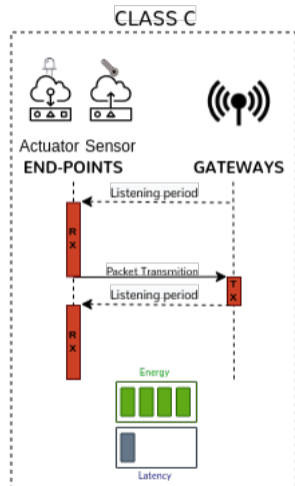 CLASS C
Actuator Sensor
END-POINTS GATEWAYS
Listening period
RX
Packet Transmition
TX
Listening period
RX
Energy
Latency